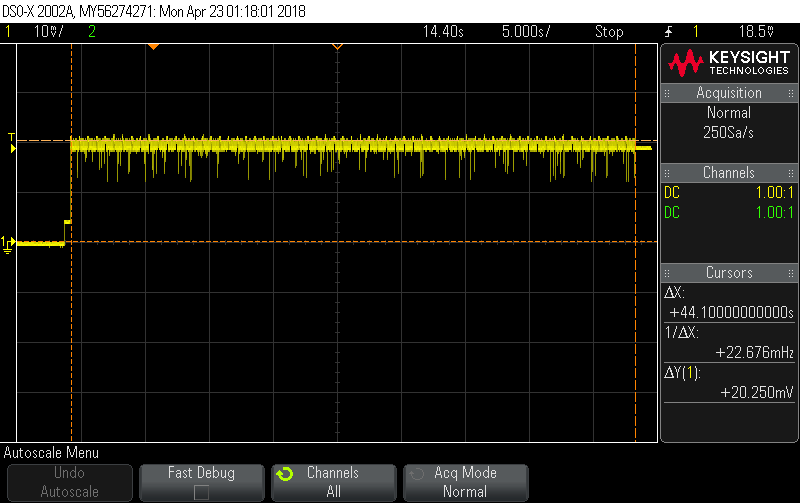 DSO-X 2002A, MY56274271: Mon Apr 23 01:18:01 2018
1 10mV/ 2 14.40s 5.000s/ Stop 1 18.5mV
KEYSIGHT
TECHNOLOGIES
Acquisition
Normal
250Sa/s
Channels
DC 1.00:1
DC 1.00:1
Cursors
ΔX:
+44.10000000000s
1/ΔX:
+22.676mHz
ΔY(1):
+20.250mV
T
1
Autoscale Menu
Undo
Autoscale
Fast Debug
Channels
All
Acq Mode
Normal